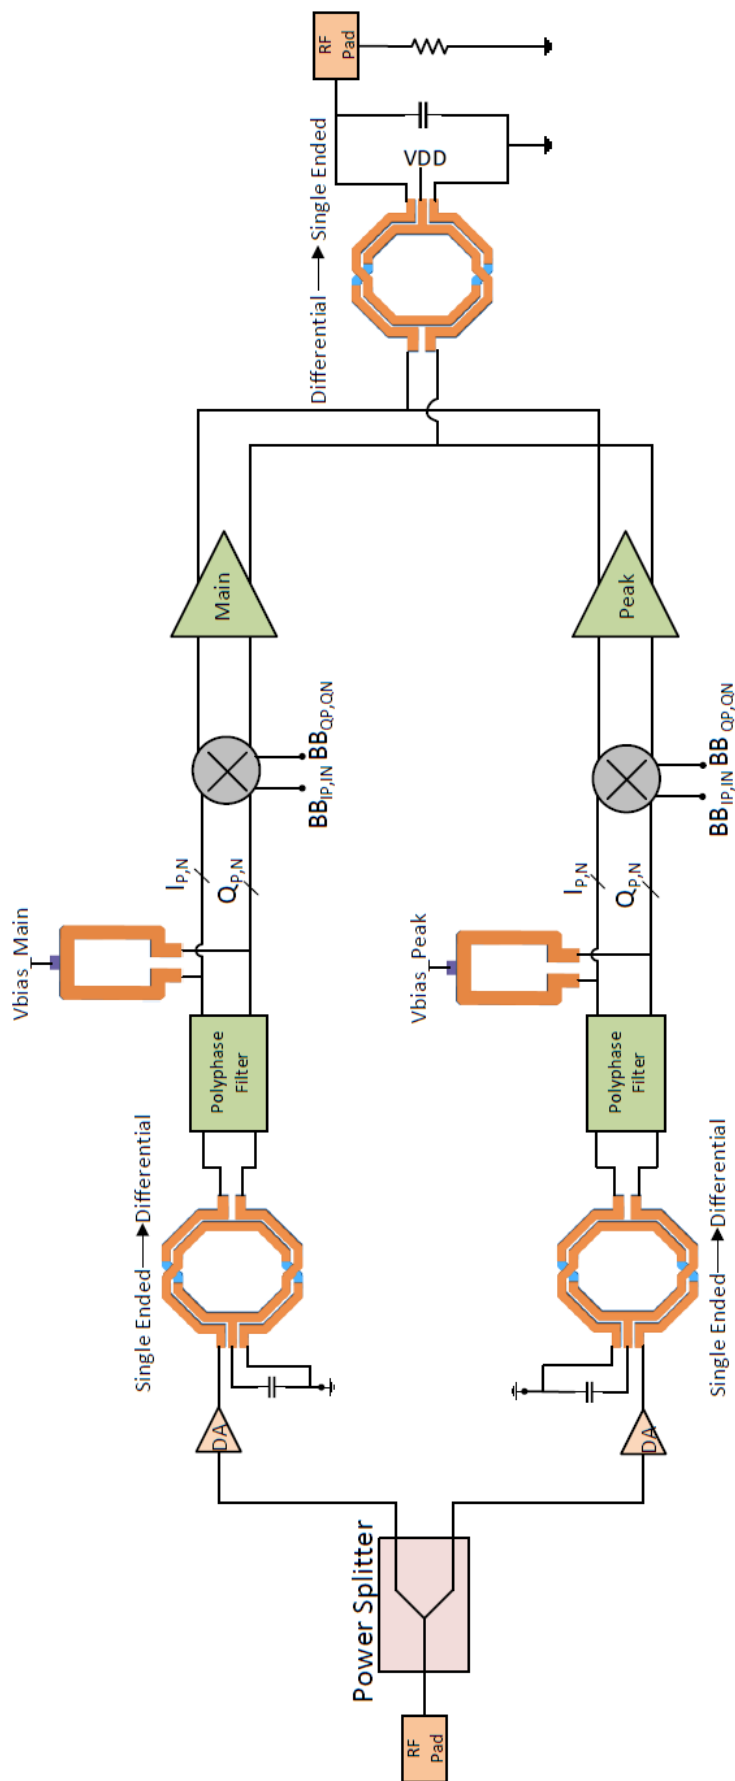 RF
Pad
Power Splitter
DA
DA
Single Ended
Differential
Single Ended
Differential
Polyphase
Filter
Polyphase
Filter
Vbias_Main
Vbias_Peak
I_P,N
Q_P,N
I_P,N
Q_P,N
BB_IP,IN
BB_QP,QN
BB_IP,IN
BB_QP,QN
Main
Peak
Differential
Single Ended
VDD
RF
Pad